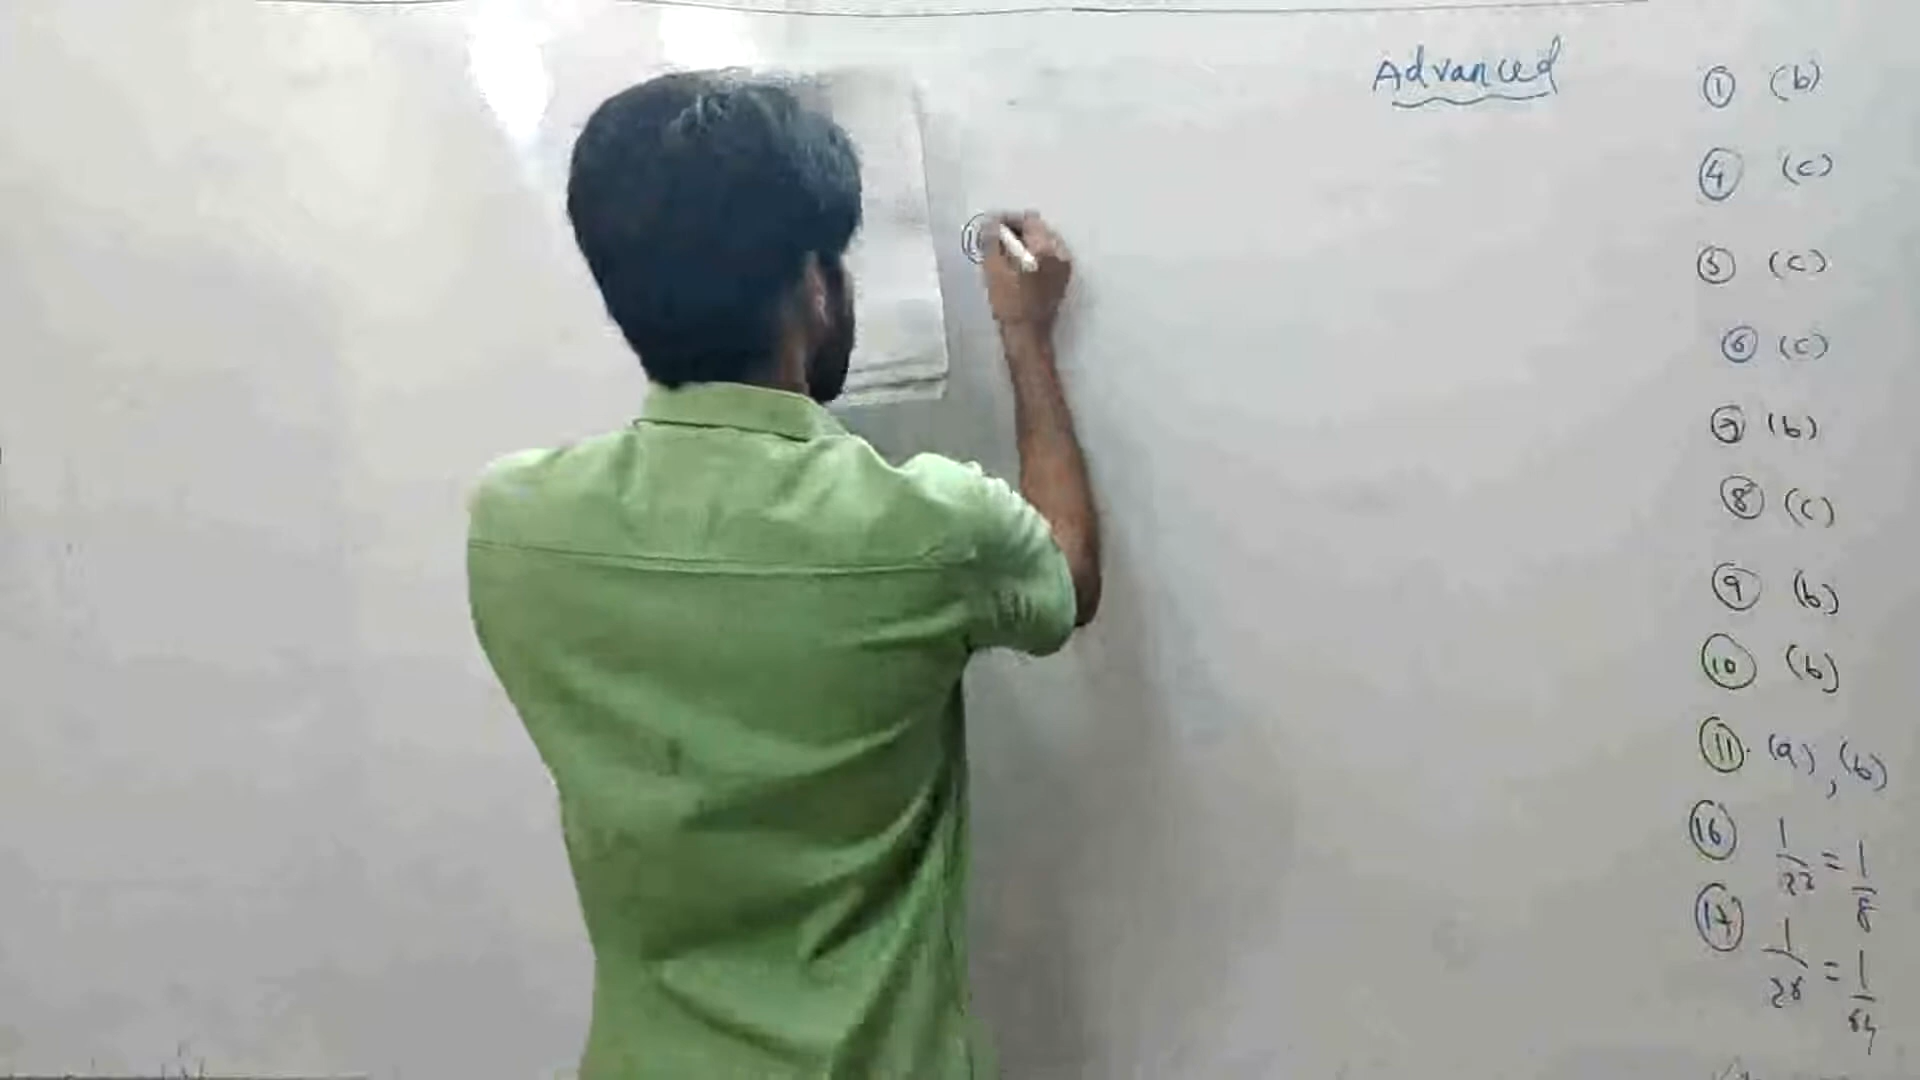 Advanced
① (b)
④ (c)
⑤ (c)
⑥ (c)
⑦ (b)
⑧ (c)
⑨ (b)
⑩ (b)
⑪ (a), (b)
⑯ 1/2³ = 1/8
⑰ 1/2⁶ = 1/64